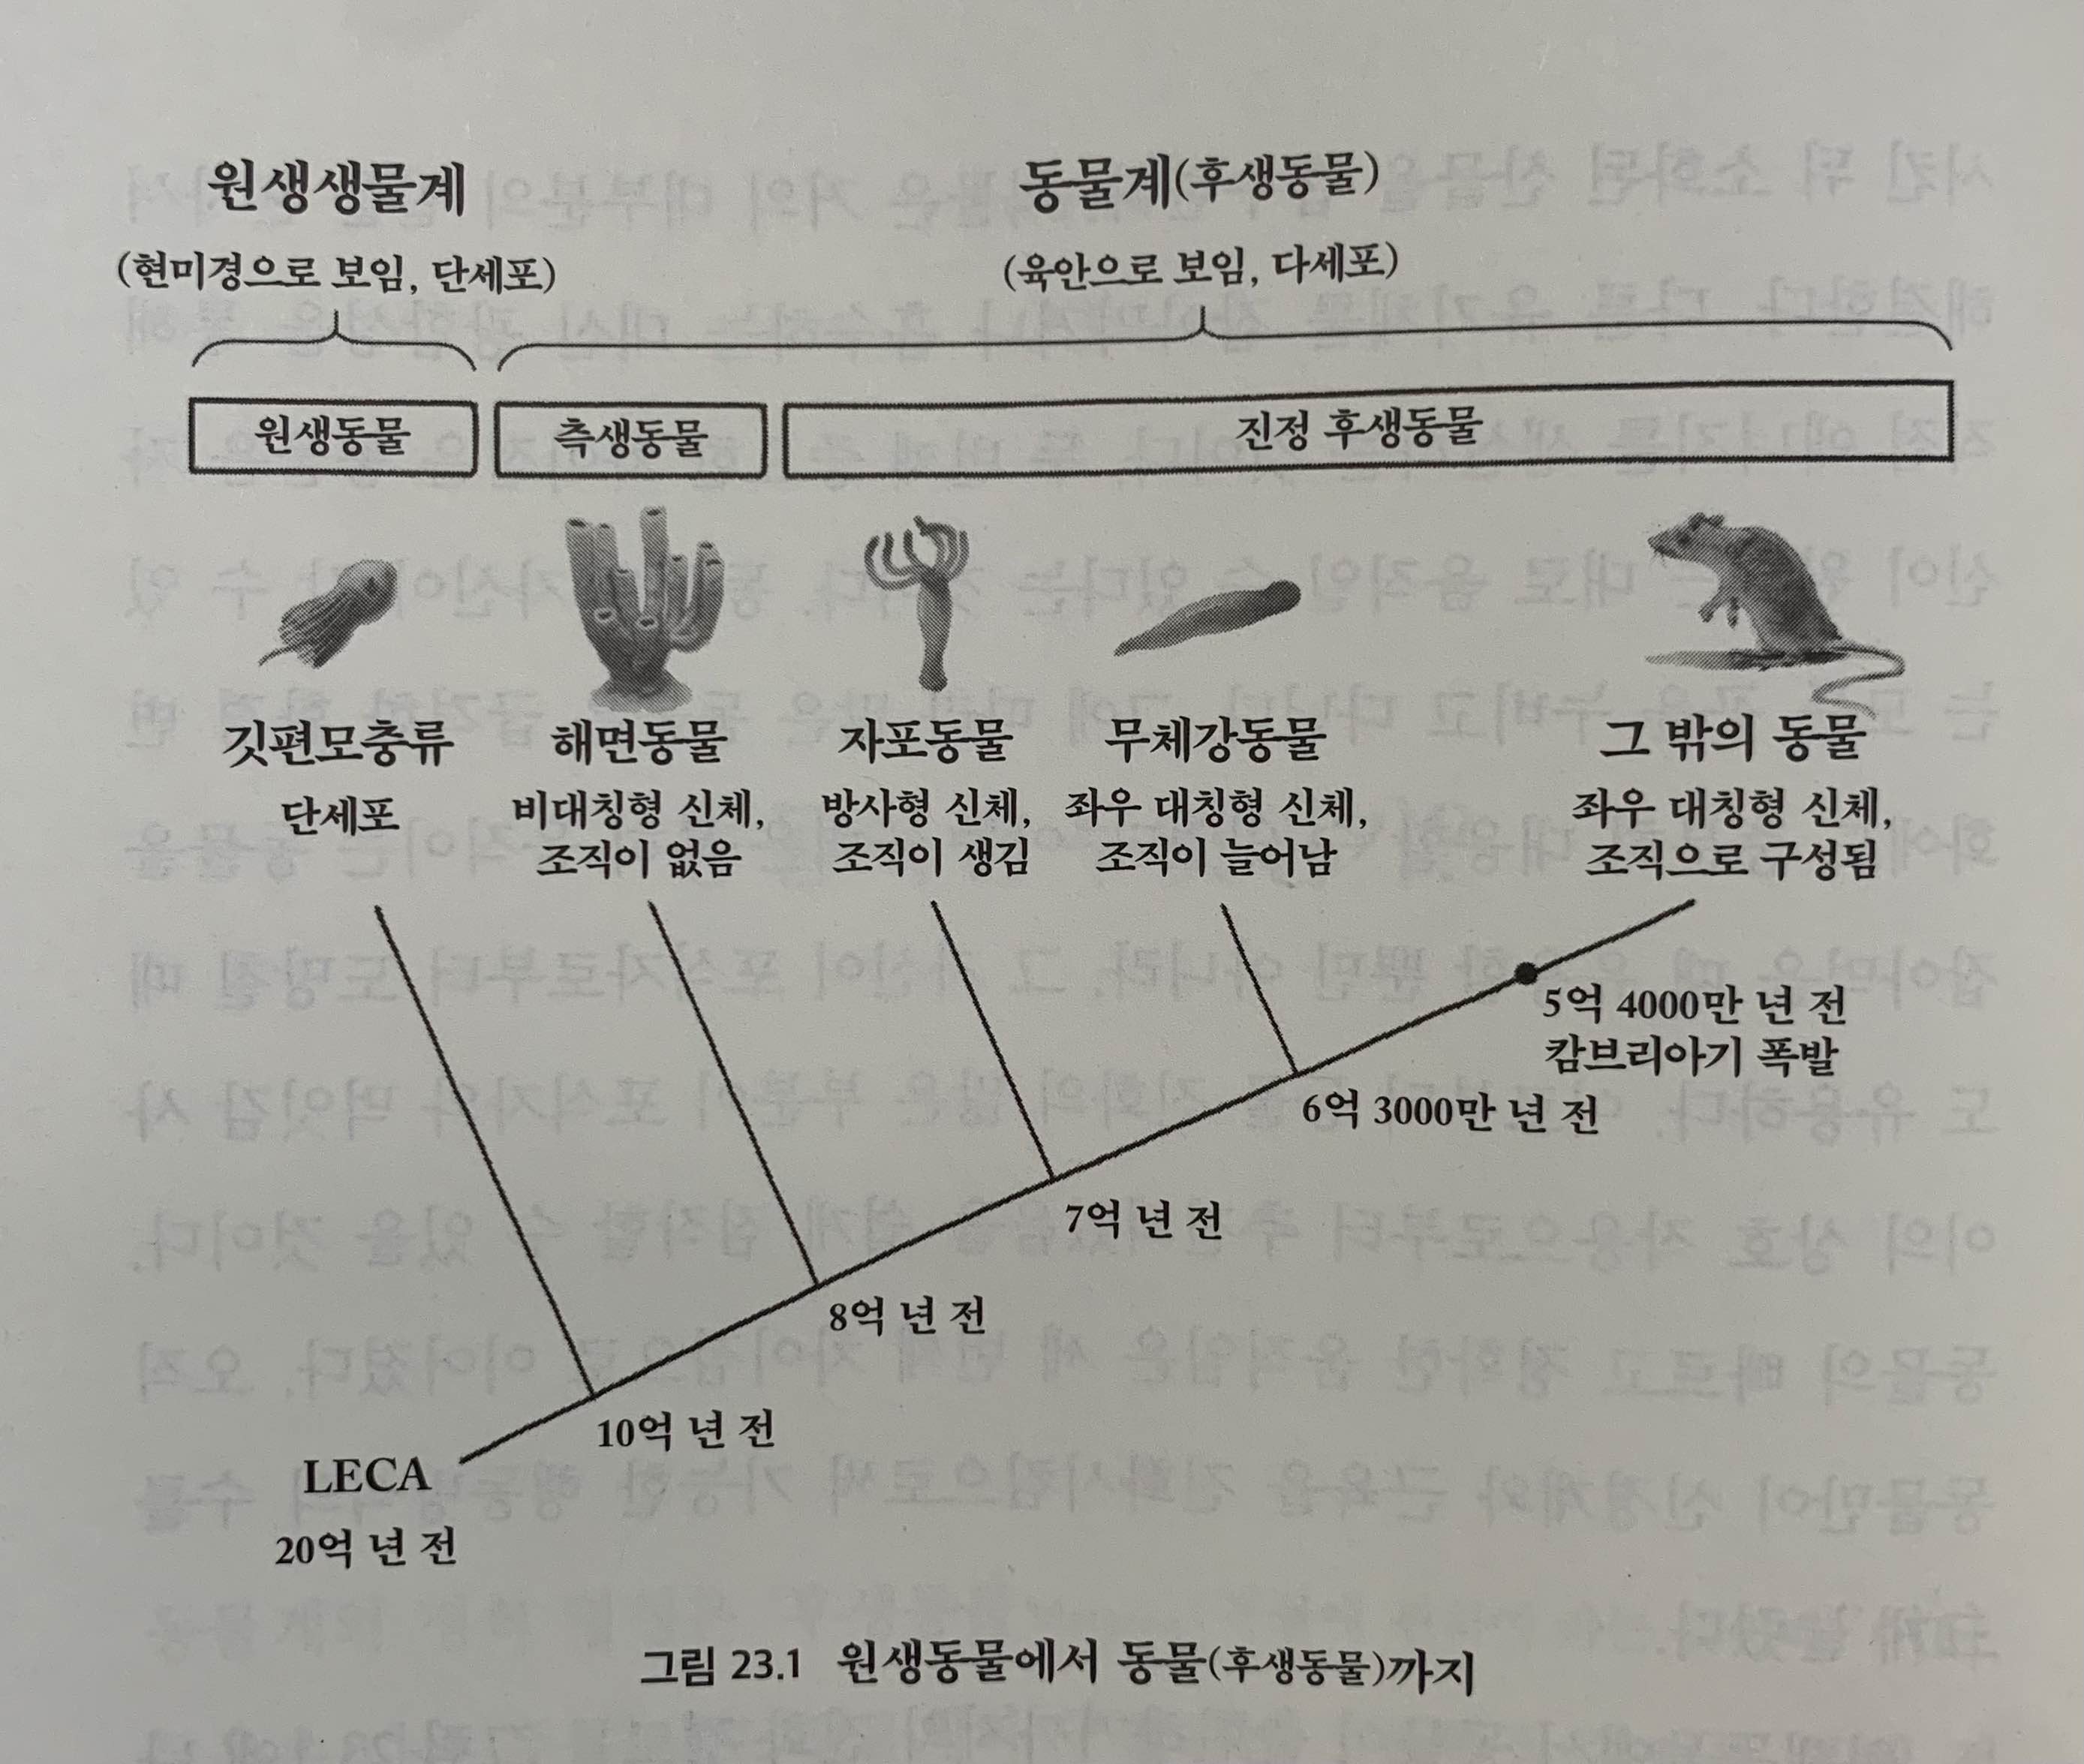 원생생물계
(현미경으로 보임, 단세포)
동물계(후생동물)
(육안으로 보임, 다세포)
원생동물
측생동물
진정 후생동물
깃편모충류
단세포
해면동물
비대칭형 신체,
조직이 없음
자포동물
방사형 신체,
조직이 생김
무체강동물
좌우 대칭형 신체,
조직이 늘어남
그 밖의 동물
좌우 대칭형 신체,
조직으로 구성됨
5억 4000만 년 전
캄브리아기 폭발
6억 3000만 년 전
7억 년 전
8억 년 전
10억 년 전
LECA
20억 년 전
그림 23.1 원생동물에서 동물(후생동물)까지